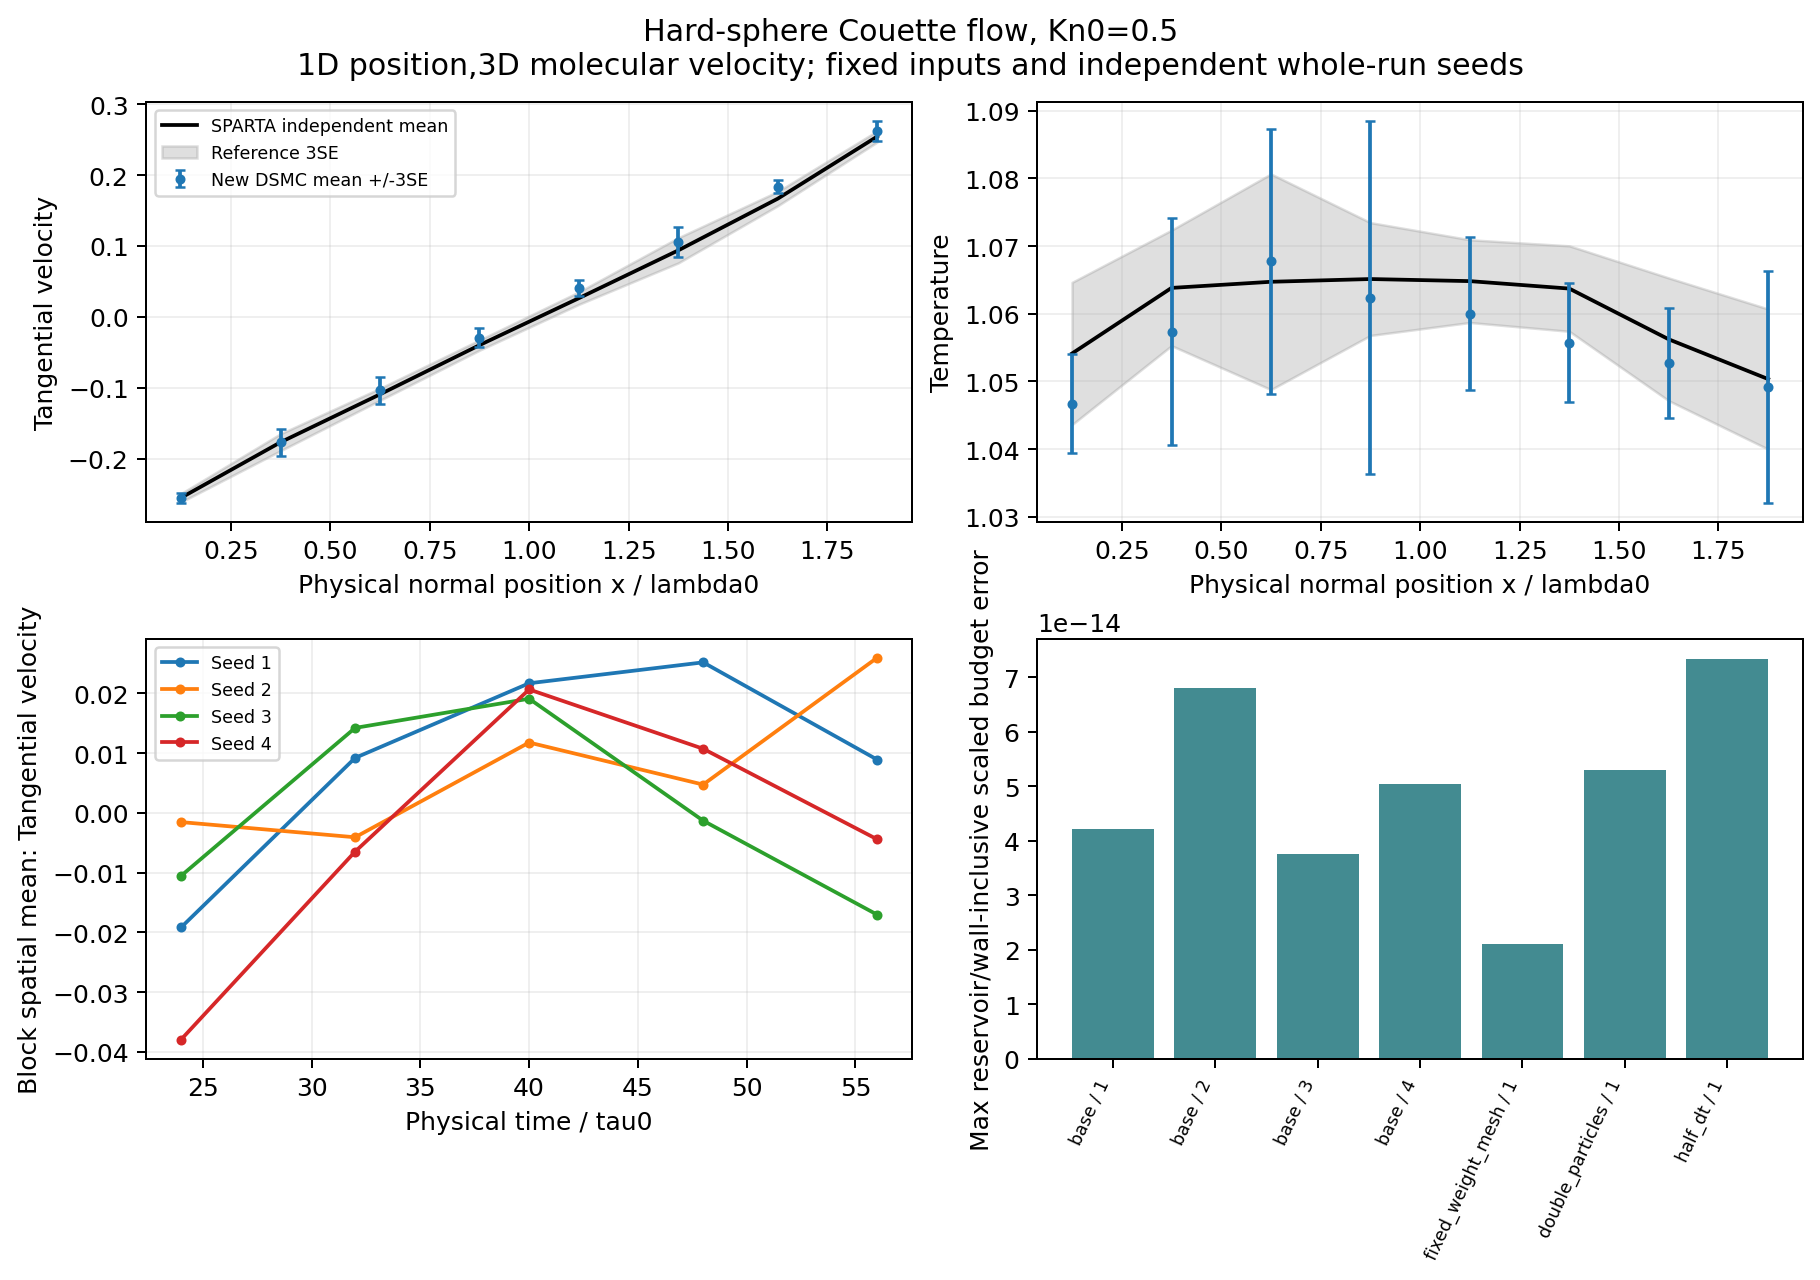 Hard-sphere Couette flow, Kn0=0.5
1D position,3D molecular velocity; fixed inputs and independent whole-run seeds
Tangential velocity
0.3
0.2
0.1
0.0
−0.1
−0.2
SPARTA independent mean
Reference 3SE
New DSMC mean +/-3SE
0.25
0.50
0.75
1.00
1.25
1.50
1.75
Physical normal position x / lambda0
Temperature
1.09
1.08
1.07
1.06
1.05
1.04
1.03
0.25
0.50
0.75
1.00
1.25
1.50
1.75
Physical normal position x / lambda0
Block spatial mean: Tangential velocity
0.02
0.01
0.00
−0.01
−0.02
−0.03
−0.04
Seed 1
Seed 2
Seed 3
Seed 4
25
30
35
40
45
50
55
Physical time / tau0
Max reservoir/wall-inclusive scaled budget error
1e−14
7
6
5
4
3
2
1
0
base / 1
base / 2
base / 3
base / 4
fixed_weight_mesh / 1
double_particles / 1
half_dt / 1